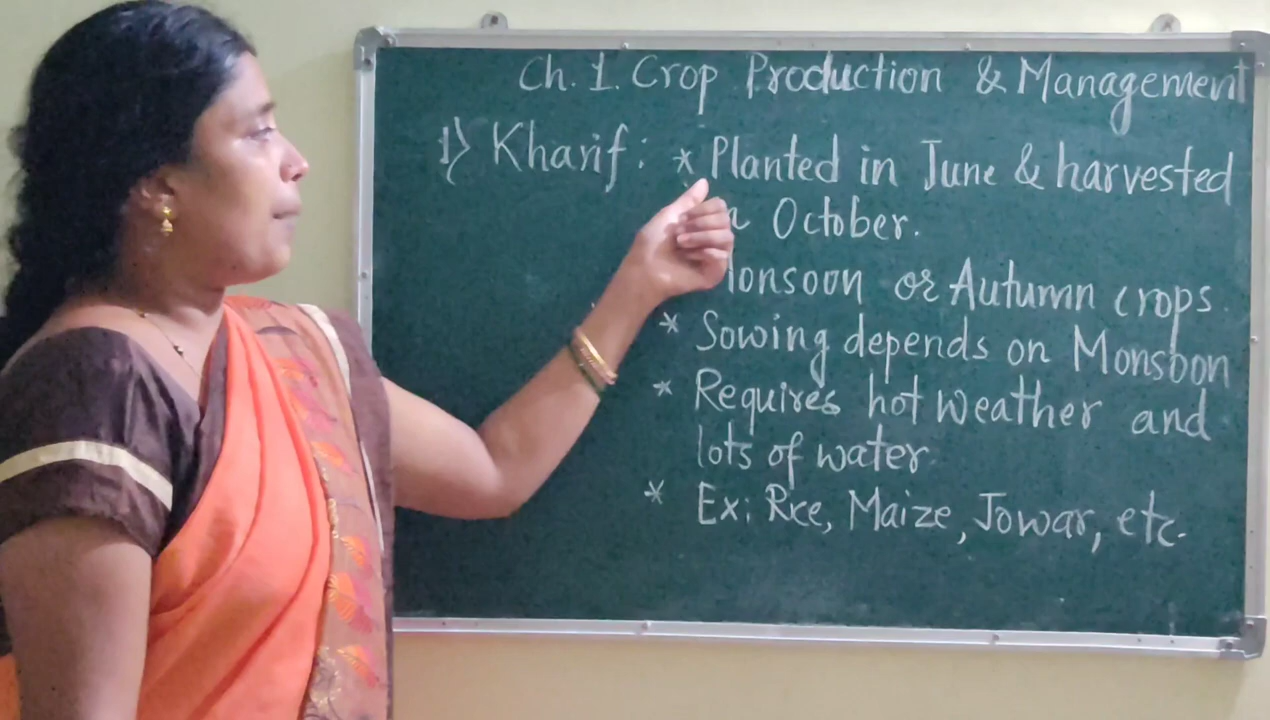 Ch. 1. Crop Production & Management
1) Kharif: * Planted in June & harvested
October.
Monsoon or Autumn crops.
* Sowing depends on Monsoon
* Requires hot weather and
lots of water
* Ex: Rice, Maize, Jowar, etc.